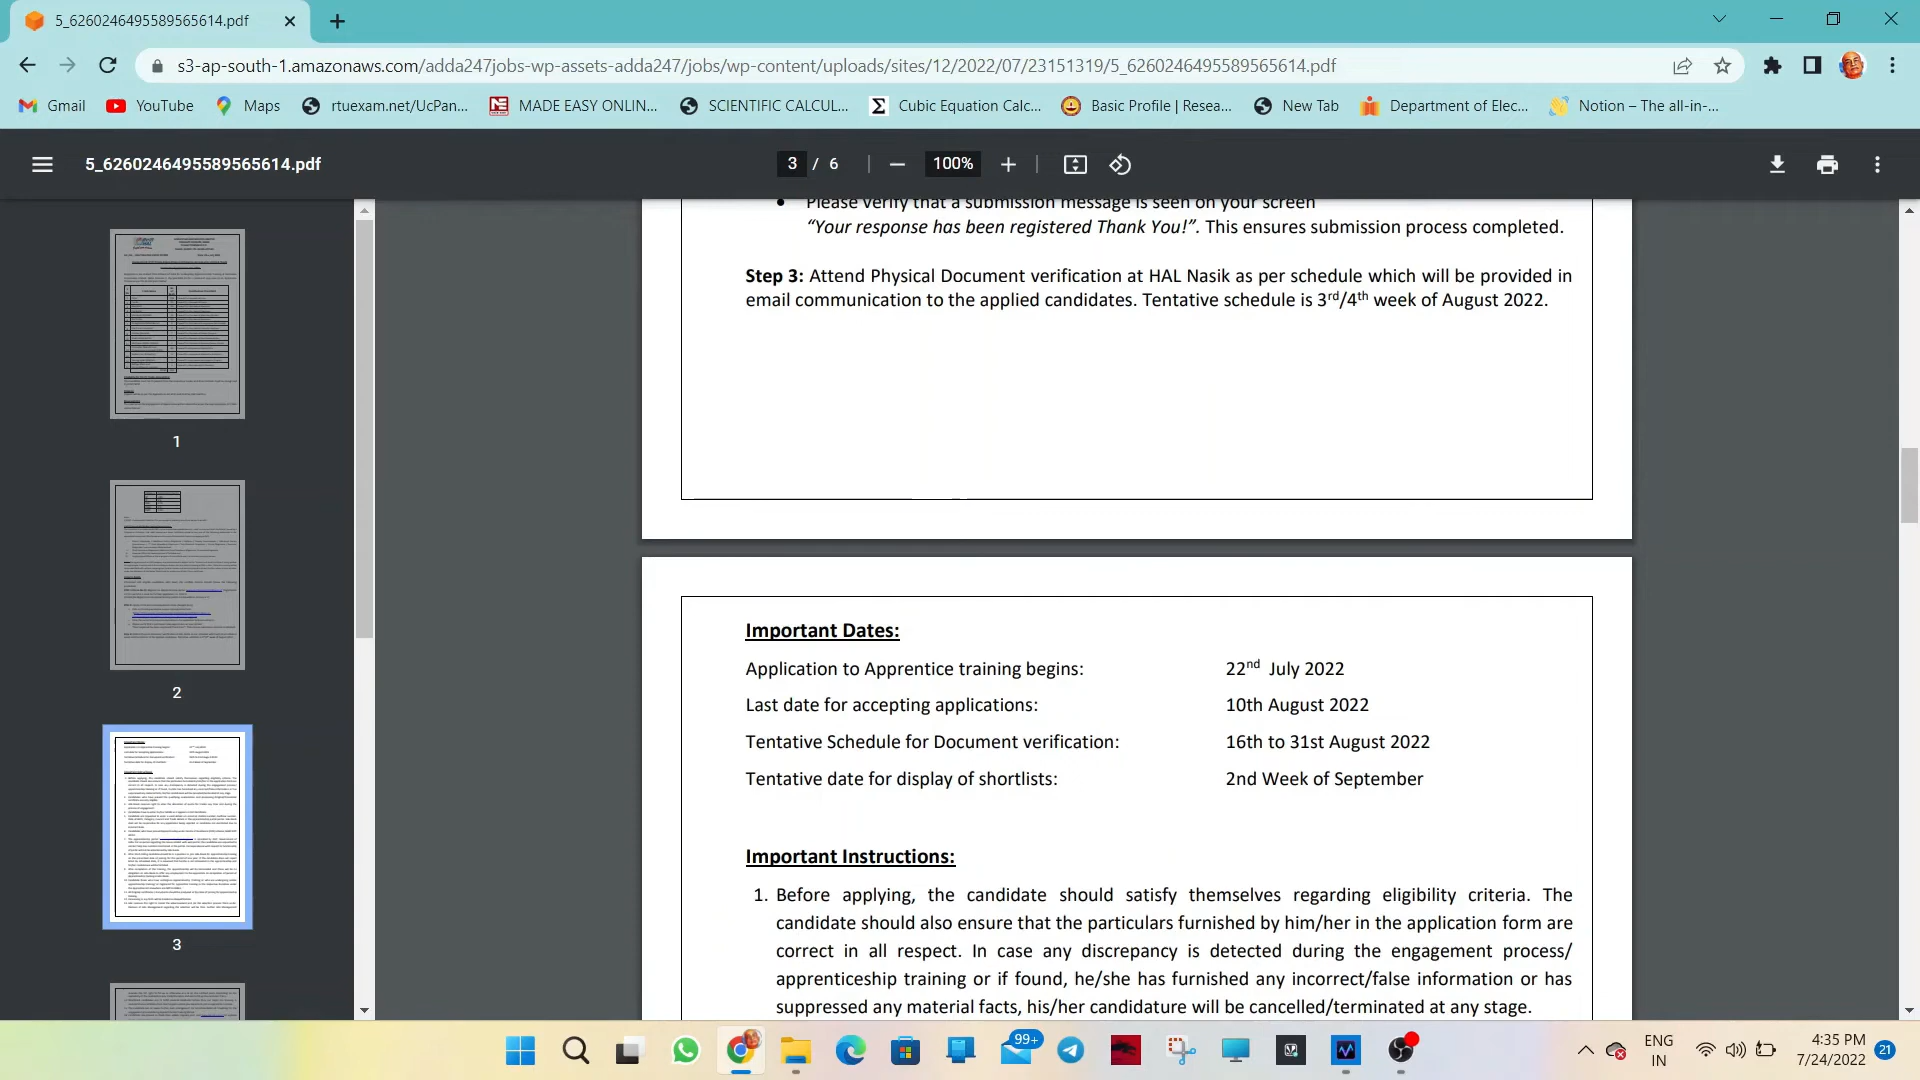 5_6260246495589565614.pdf
s3-ap-south-1.amazonaws.com/adda247jobs-wp-assets-adda247/jobs/wp-content/uploads/sites/12/2022/07/23151319/5_6260246495589565614.pdf
Gmail YouTube Maps rtuexam.net/UcPan... MADE EASY ONLIN... SCIENTIFIC CALCUL... Cubic Equation Calc... Basic Profile | Resea... New Tab Department of Elec... Notion – The all-in-...
5_6260246495589565614.pdf 3 / 6 100%
1
2
3
• Please verify that a submission message is seen on your screen
“Your response has been registered Thank You!”. This ensures submission process completed.
Step 3: Attend Physical Document verification at HAL Nasik as per schedule which will be provided in
email communication to the applied candidates. Tentative schedule is 3rd/4th week of August 2022.
Important Dates:
Application to Apprentice training begins: 22nd July 2022
Last date for accepting applications: 10th August 2022
Tentative Schedule for Document verification: 16th to 31st August 2022
Tentative date for display of shortlists: 2nd Week of September
Important Instructions:
1. Before applying, the candidate should satisfy themselves regarding eligibility criteria. The
candidate should also ensure that the particulars furnished by him/her in the application form are
correct in all respect. In case any discrepancy is detected during the engagement process/
apprenticeship training or if found, he/she has furnished any incorrect/false information or has
suppressed any material facts, his/her candidature will be cancelled/terminated at any stage.
99+
ENG
IN
4:35 PM
7/24/2022
21